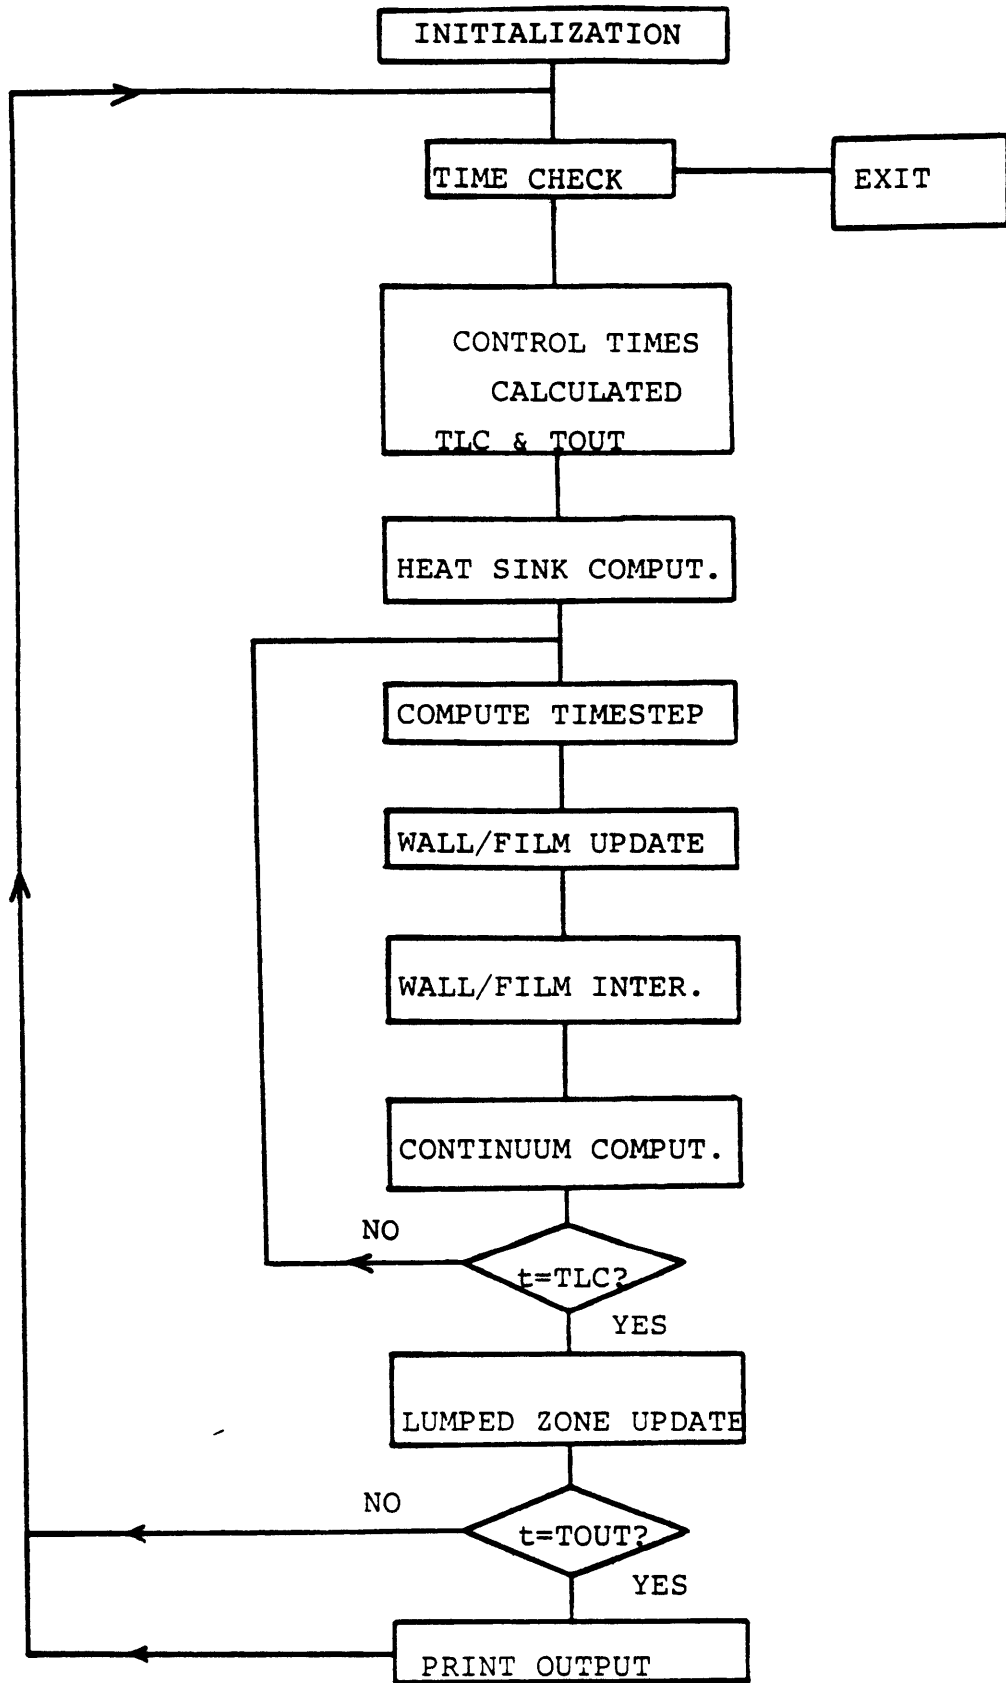 INITIALIZATION
TIME CHECK
EXIT
CONTROL TIMES
CALCULATED
TLC & TOUT
HEAT SINK COMPUT.
COMPUTE TIMESTEP
WALL/FILM UPDATE
WALL/FILM INTER.
CONTINUUM COMPUT.
NO
t=TLC?
YES
LUMPED ZONE UPDATE
NO
t=TOUT?
YES
PRINT OUTPUT